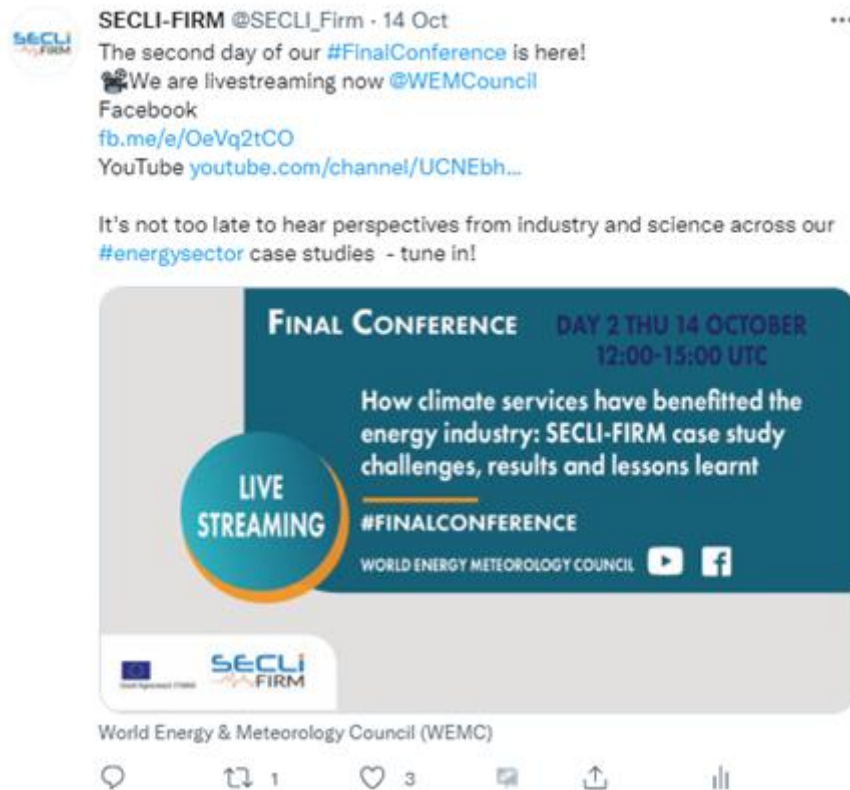 SECLI-FIRM @SECLI_Firm · 14 Oct
The second day of our #FinalConference is here!
📽We are livestreaming now @WEMCouncil
Facebook
fb.me/e/OeVq2tCO
YouTube youtube.com/channel/UCNEbh...
It's not too late to hear perspectives from industry and science across our
#energysector case studies - tune in!
FINAL CONFERENCE
DAY 2 THU 14 OCTOBER
12:00-15:00 UTC
How climate services have benefitted the
energy industry: SECLI-FIRM case study
challenges, results and lessons learnt
LIVE
STREAMING
#FINALCONFERENCE
WORLD ENERGY METEOROLOGY COUNCIL
SECLi
FIRM
World Energy & Meteorology Council (WEMC)
1
3